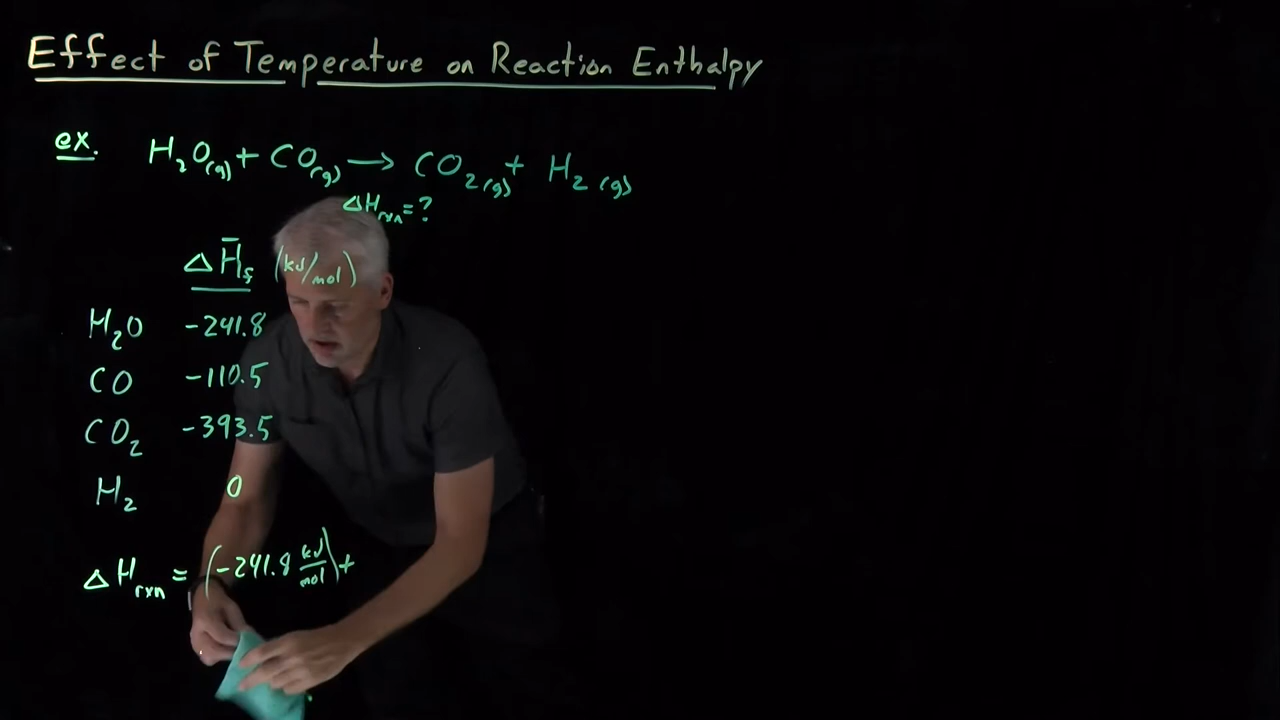 Effect of Temperature on Reaction Enthalpy
ex. H₂O(g) + CO(g) → CO₂(g) + H₂(g)
ΔHrxn = ?
ΔH̄f (kJ/mol)
H₂O -241.8
CO -110.5
CO₂ -393.5
H₂ 0
ΔHrxn = (-241.8 kJ/mol) +